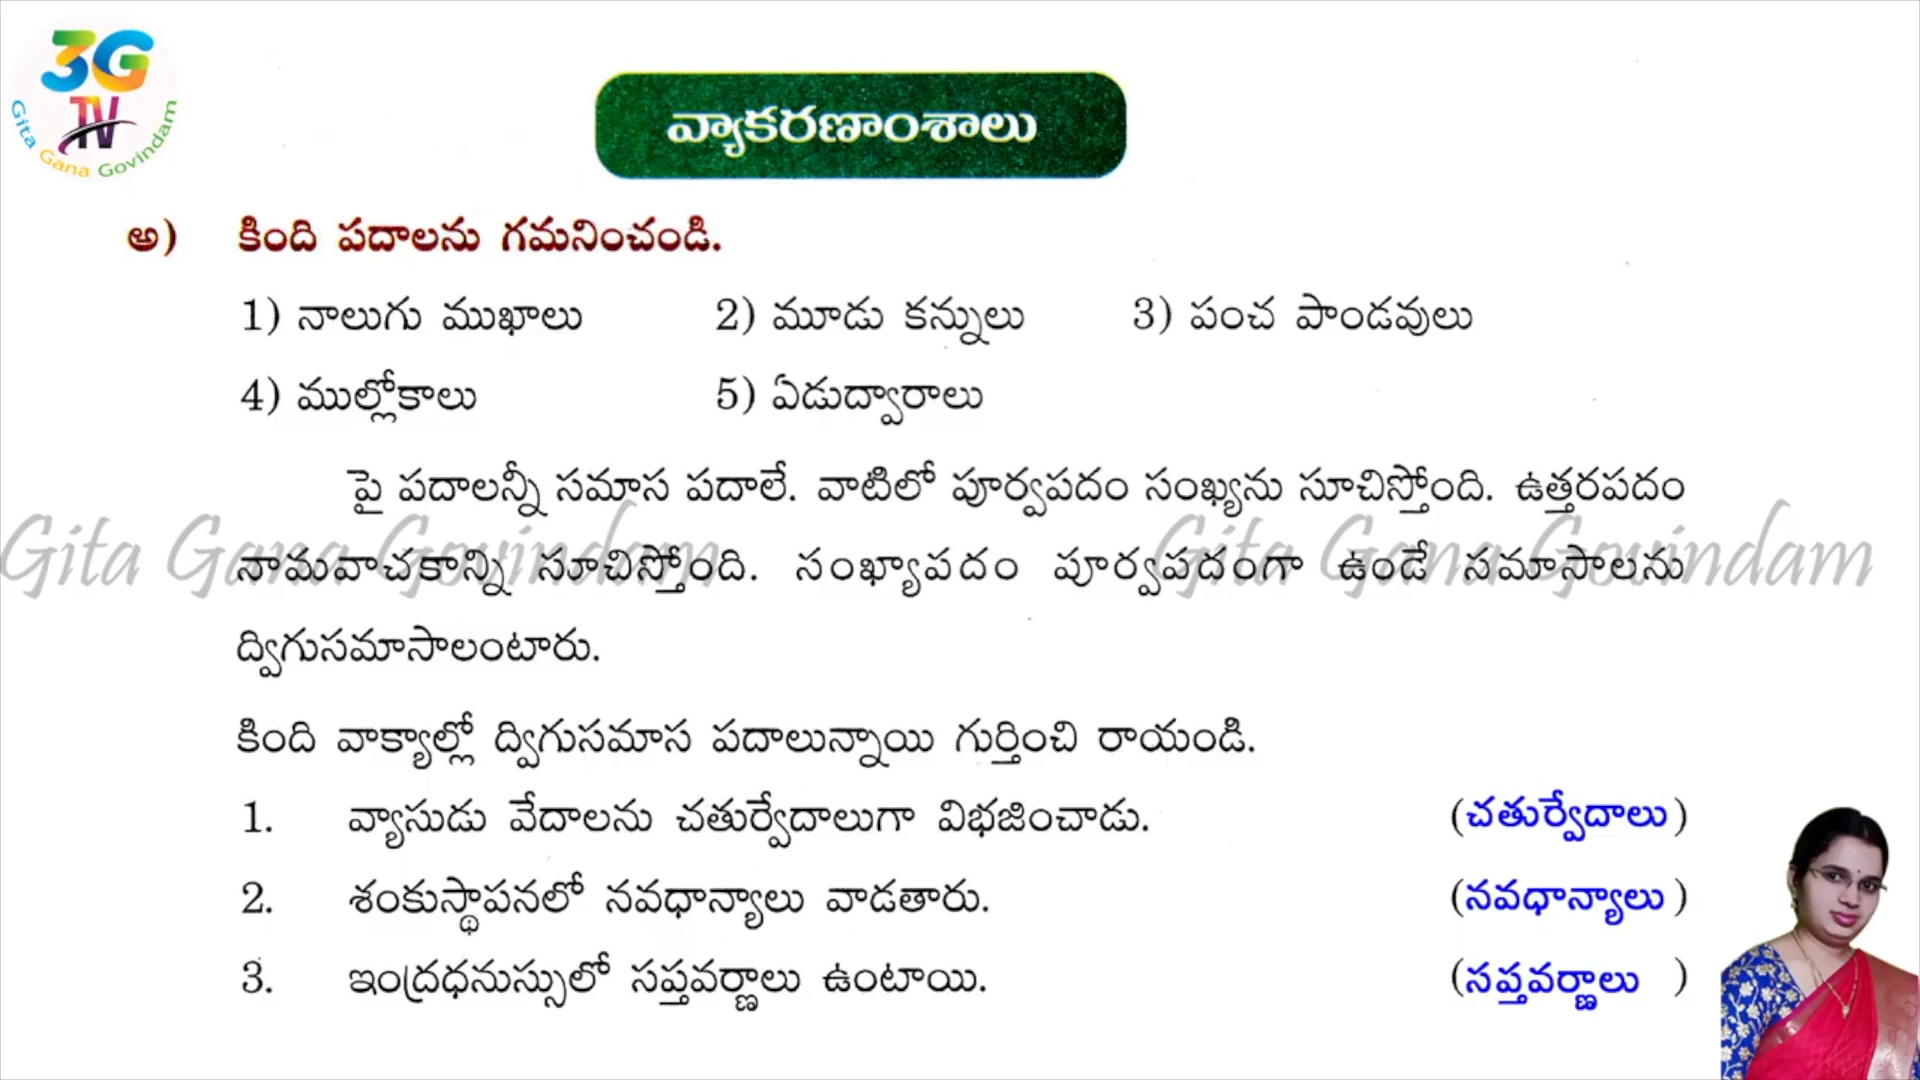 3G
TV
Gita Gana Govindam
వ్యాకరణాంశాలు
అ) కింది పదాలను గమనించండి.
1) నాలుగు ముఖాలు 2) మూడు కన్నులు 3) పంచ పాండవులు
4) ముల్లోకాలు 5) ఏడుద్వారాలు
పై పదాలన్నీ సమాస పదాలే. వాటిలో పూర్వపదం సంఖ్యను సూచిస్తోంది. ఉత్తరపదం
Gita Gana Govindam Gita Gana Govindam
నామవాచకాన్ని సూచిస్తోంది. సంఖ్యాపదం పూర్వపదంగా ఉండే సమాసాలను
ద్విగుసమాసాలంటారు.
కింది వాక్యాల్లో ద్విగుసమాస పదాలున్నాయి గుర్తించి రాయండి.
1. వ్యాసుడు వేదాలను చతుర్వేదాలుగా విభజించాడు. (చతుర్వేదాలు)
2. శంకుస్థాపనలో నవధాన్యాలు వాడతారు. (నవధాన్యాలు)
3. ఇంద్రధనుస్సులో సప్తవర్ణాలు ఉంటాయి. (సప్తవర్ణాలు )